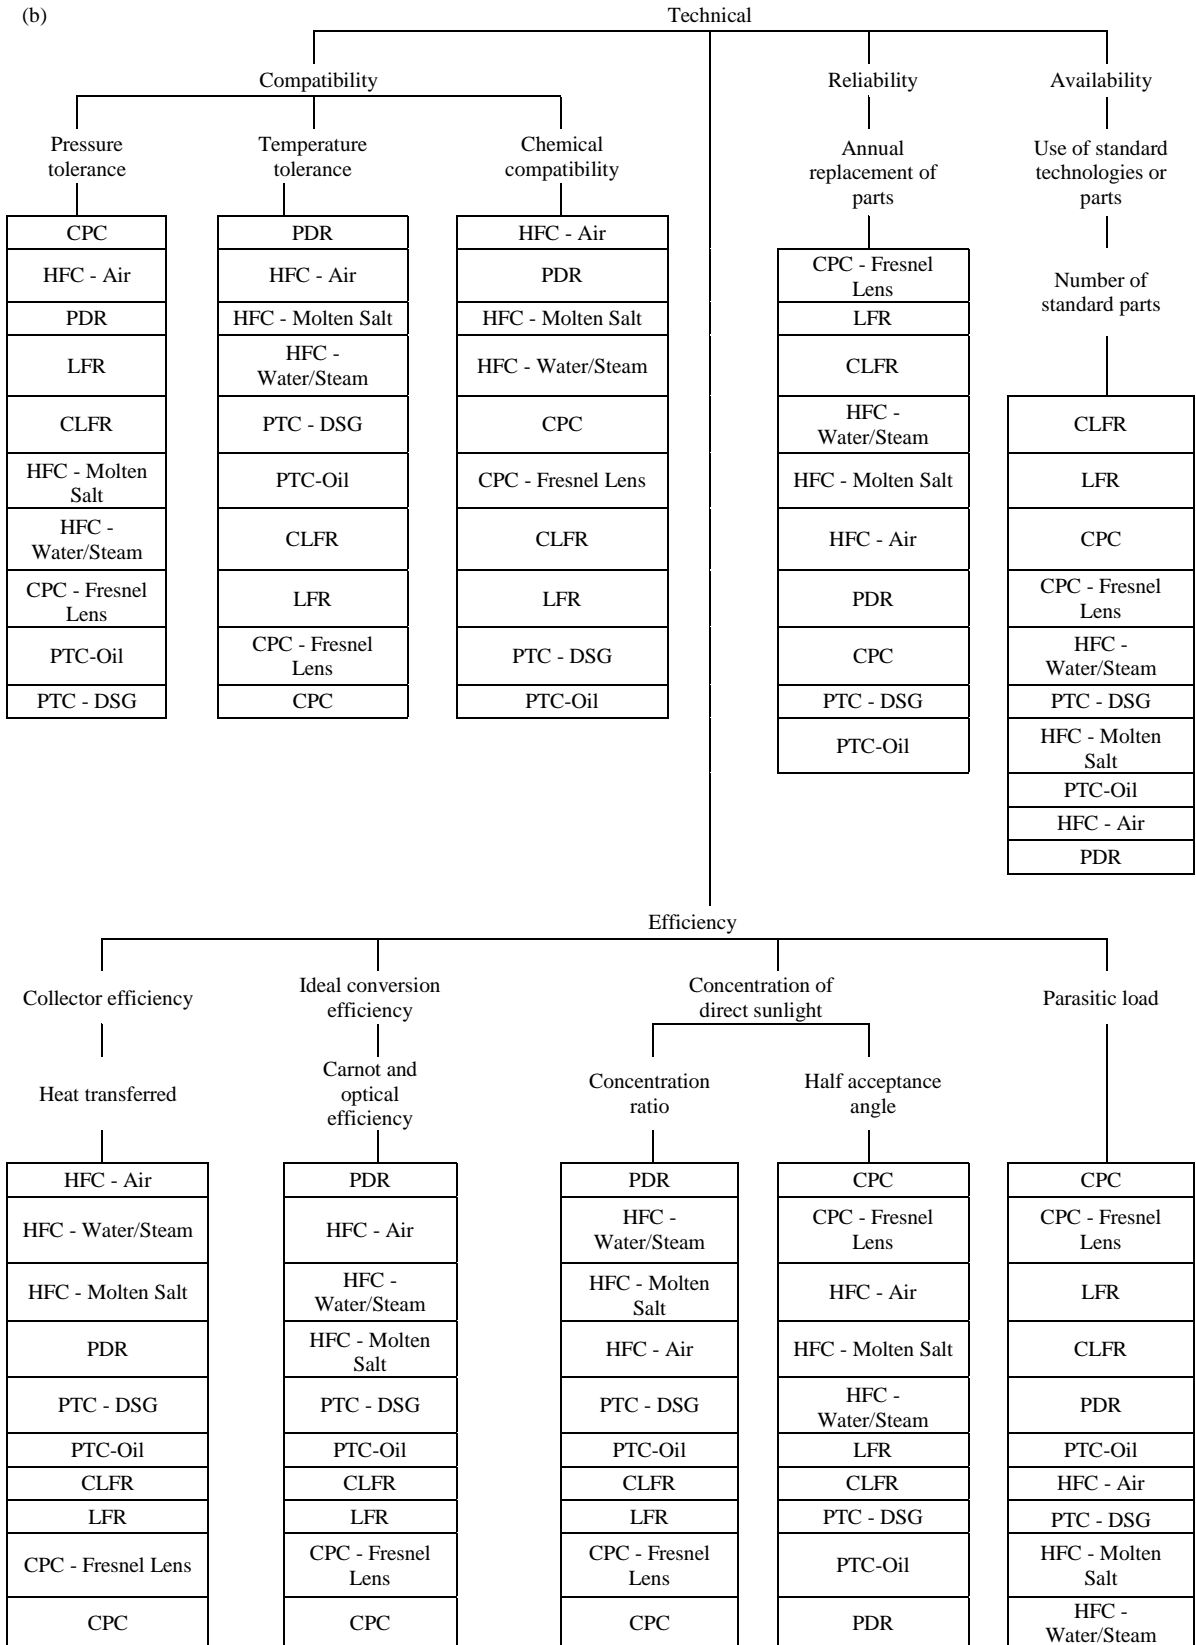 (b)
Technical
Compatibility
Reliability
Availability
Pressure
tolerance
Temperature
tolerance
Chemical
compatibility
Annual
replacement of
parts
Use of standard
technologies or
parts
Number of
standard parts
CPC
HFC - Air
PDR
LFR
CLFR
HFC - Molten
Salt
HFC -
Water/Steam
CPC - Fresnel
Lens
PTC-Oil
PTC - DSG
PDR
HFC - Air
HFC - Molten Salt
HFC -
Water/Steam
PTC - DSG
PTC-Oil
CLFR
LFR
CPC - Fresnel
Lens
CPC
HFC - Air
PDR
HFC - Molten Salt
HFC - Water/Steam
CPC
CPC - Fresnel Lens
CLFR
LFR
PTC - DSG
PTC-Oil
CPC - Fresnel
Lens
LFR
CLFR
HFC -
Water/Steam
HFC - Molten Salt
HFC - Air
PDR
CPC
PTC - DSG
PTC-Oil
CLFR
LFR
CPC
CPC - Fresnel
Lens
HFC -
Water/Steam
PTC - DSG
HFC - Molten
Salt
PTC-Oil
HFC - Air
PDR
Efficiency
Collector efficiency
Ideal conversion
efficiency
Concentration of
direct sunlight
Parasitic load
Heat transferred
Carnot and
optical
efficiency
Concentration
ratio
Half acceptance
angle
HFC - Air
HFC - Water/Steam
HFC - Molten Salt
PDR
PTC - DSG
PTC-Oil
CLFR
LFR
CPC - Fresnel Lens
CPC
PDR
HFC - Air
HFC -
Water/Steam
HFC - Molten
Salt
PTC - DSG
PTC-Oil
CLFR
LFR
CPC - Fresnel
Lens
CPC
PDR
HFC -
Water/Steam
HFC - Molten
Salt
HFC - Air
PTC - DSG
PTC-Oil
CLFR
LFR
CPC - Fresnel
Lens
CPC
CPC
CPC - Fresnel
Lens
HFC - Air
HFC - Molten Salt
HFC -
Water/Steam
LFR
CLFR
PTC - DSG
PTC-Oil
PDR
CPC
CPC - Fresnel
Lens
LFR
CLFR
PDR
PTC-Oil
HFC - Air
PTC - DSG
HFC - Molten
Salt
HFC -
Water/Steam